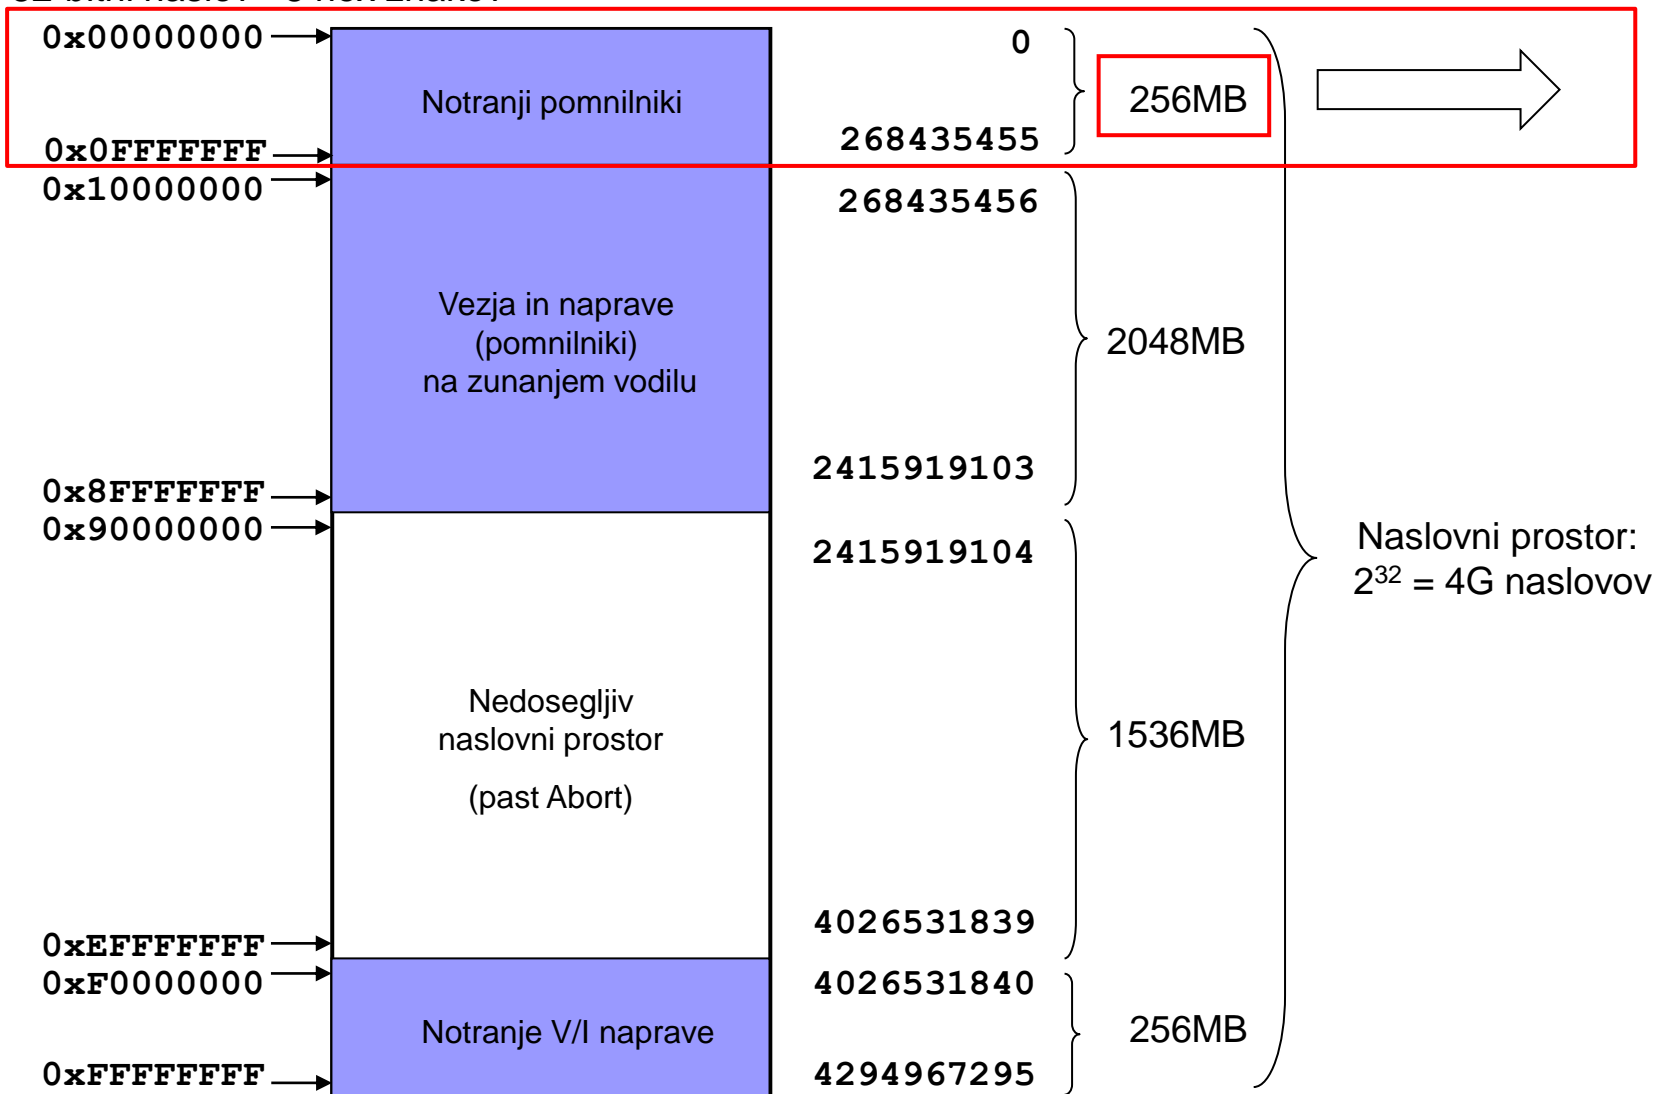 0x00000000 0
Notranji pomnilniki 256MB
0x0FFFFFFF 268435455
0x10000000 268435456
Vezja in naprave
(pomnilniki) 2048MB
na zunanjem vodilu
0x8FFFFFFF 2415919103
0x90000000 2415919104
Naslovni prostor:
2³² = 4G naslovov
Nedosegljiv
naslovni prostor 1536MB
(past Abort)
0xEFFFFFFF 4026531839
0xF0000000 4026531840
Notranje V/I naprave 256MB
0xFFFFFFFF 4294967295